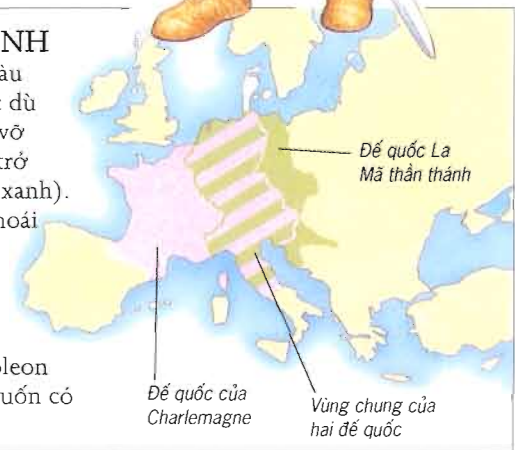 NH
àu
dù
vỡ
trở
xanh).
hoái
oleon
uốn có
Đế quốc La
Mã thần thánh
Đế quốc của
Charlemagne
Vùng chung của
hai đế quốc